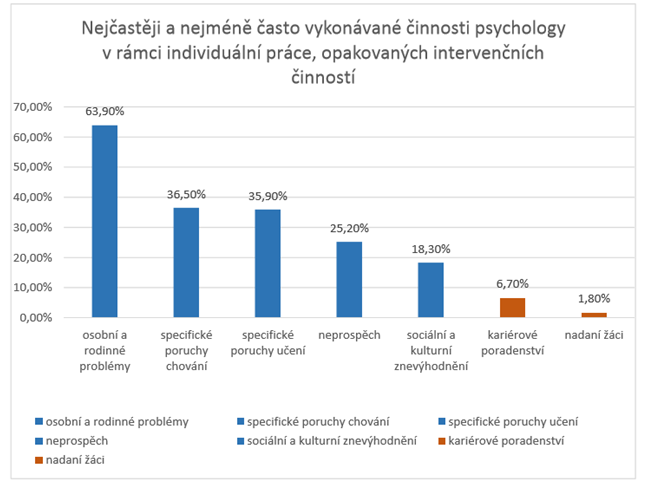 Nejčastěji a nejméně často vykonávané činnosti psychology
v rámci individuální práce, opakovaných intervenčních
činností
70,00%
60,00%
50,00%
40,00%
30,00%
20,00%
10,00%
0,00%
63,90%
36,50%
35,90%
25,20%
18,30%
6,70%
1,80%
osobní a
rodinné
problémy
specifické
poruchy
chování
specifické
poruchy učení
neprospěch
sociální a
kulturní
znevýhodnění
kariérové
poradenství
nadaní žáci
osobní a rodinné problémy
specifické poruchy chování
specifické poruchy učení
neprospěch
sociální a kulturní znevýhodnění
kariérové poradenství
nadaní žáci